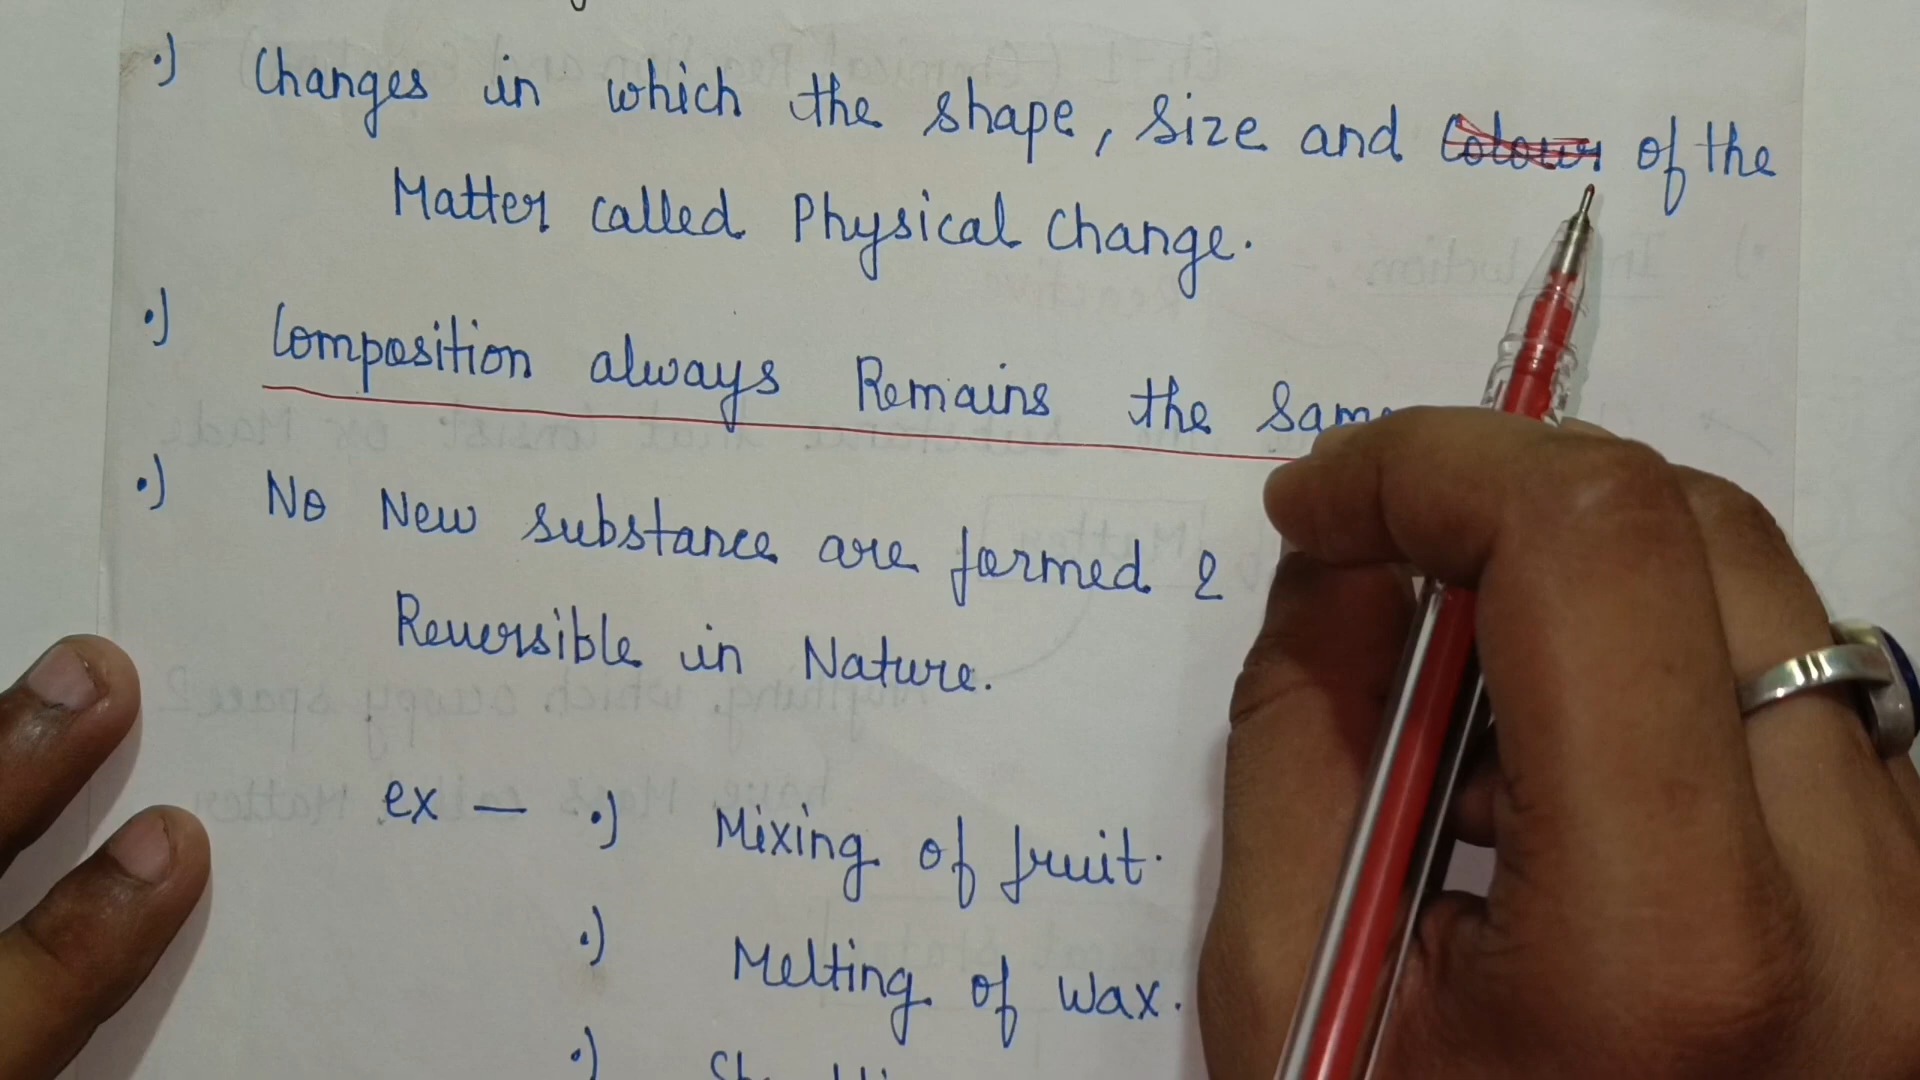 •) Changes in which the shape, size and Colour of the
Matter called Physical change.
•) Composition always Remains the Same
•) No New substance are formed &
Reversible in Nature.
ex — •) Mixing of fruit.
•) Melting of wax.
•)